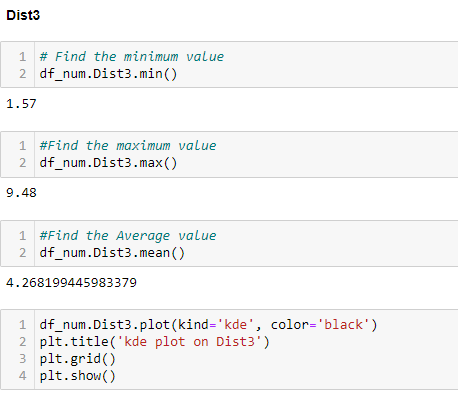 Dist3
1 # Find the minimum value
2 df_num.Dist3.min()
1.57
1 #Find the maximum value
2 df_num.Dist3.max()
9.48
1 #Find the Average value
2 df_num.Dist3.mean()
4.268199445983379
1 df_num.Dist3.plot(kind='kde', color='black')
2 plt.title('kde plot on Dist3')
3 plt.grid()
4 plt.show()